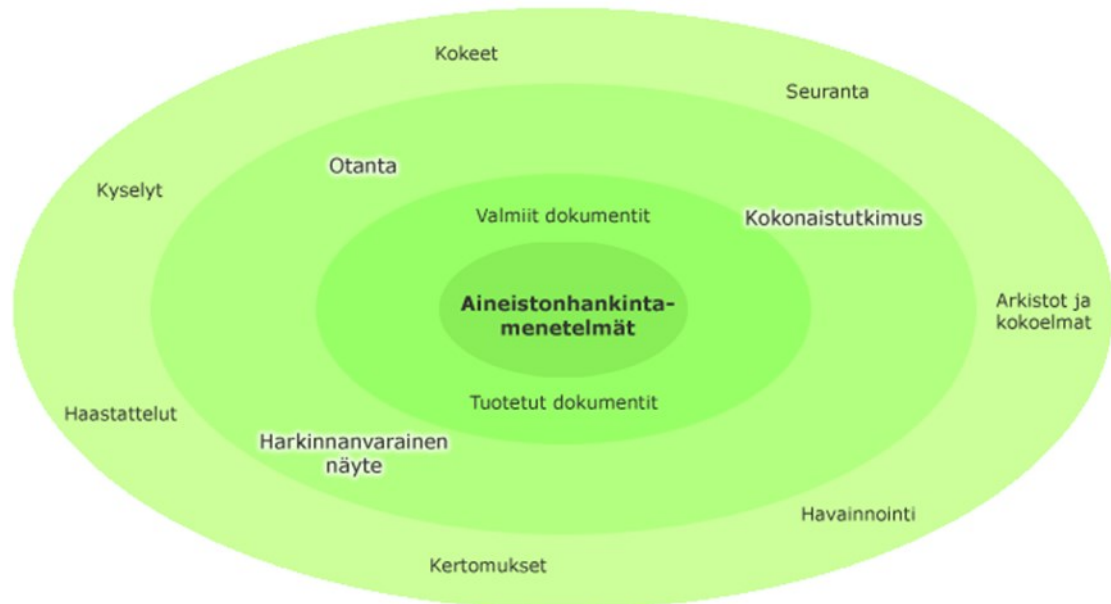 Kokeet
Seuranta
Otanta
Kyselyt
Valmiit dokumentit
Kokonaistutkimus
Aineistonhankinta-
menetelmät
Arkistot ja
kokoelmat
Tuotetut dokumentit
Haastattelut
Harkinnanvarainen
näyte
Havainnointi
Kertomukset